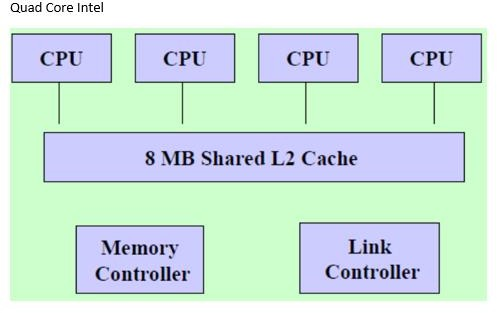 Quad Core Intel
CPU
CPU
CPU
CPU
8 MB Shared L2 Cache
Memory
Controller
Link
Controller